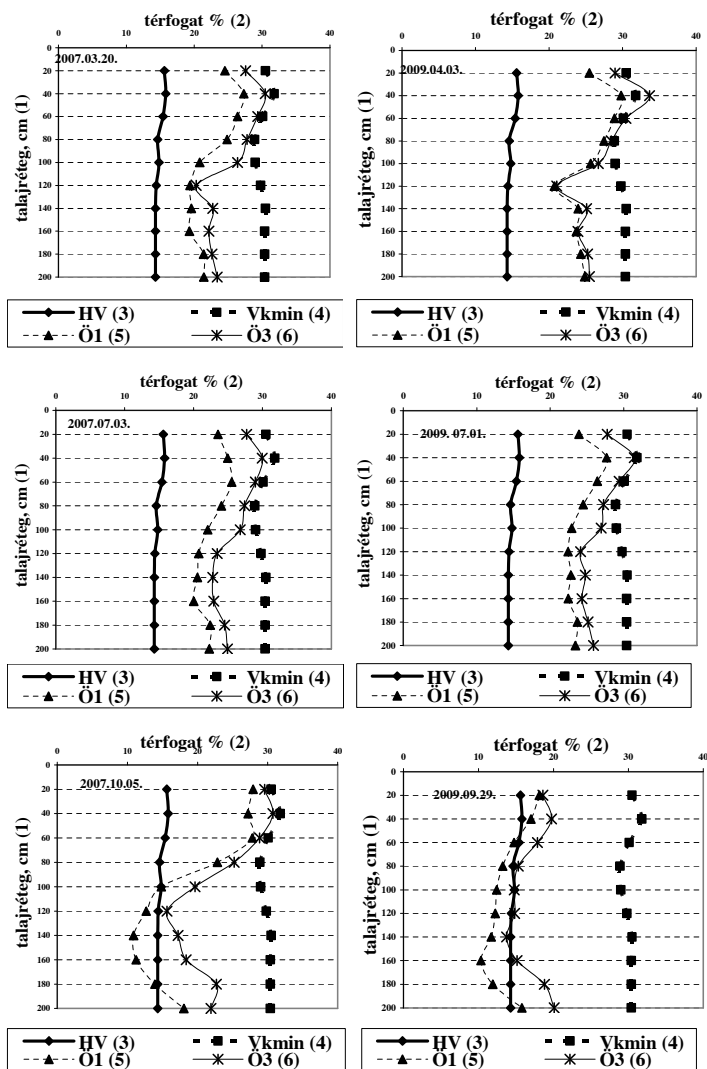 térfogat % (2)
0 10 20 30 40
talajréteg, cm (1)
0
20
40
60
80
100
120
140
160
180
200
2007.03.20.
HV (3) Vkmin (4)
Ö1 (5) Ö3 (6)
térfogat % (2)
0 10 20 30 40
talajréteg, cm (1)
0
20
40
60
80
100
120
140
160
180
200
2009.04.03.
HV (3) Vkmin (4)
Ö1 (5) Ö3 (6)
térfogat % (2)
0 10 20 30 40
talajréteg, cm (1)
0
20
40
60
80
100
120
140
160
180
200
2007.07.03.
HV (3) Vkmin (4)
Ö1 (5) Ö3 (6)
térfogat % (2)
0 10 20 30 40
talajréteg, cm (1)
0
20
40
60
80
100
120
140
160
180
200
2009. 07.01.
HV (3) Vkmin (4)
Ö1 (5) Ö3 (6)
térfogat % (2)
0 10 20 30 40
talajréteg, cm (1)
0
20
40
60
80
100
120
140
160
180
200
2007.10.05.
HV (3) Vkmin (4)
Ö1 (5) Ö3 (6)
térfogat % (2)
0 10 20 30 40
talajréteg, cm (1)
0
20
40
60
80
100
120
140
160
180
200
2009.09.29.
HV (3) Vkmin (4)
Ö1 (5) Ö3 (6)